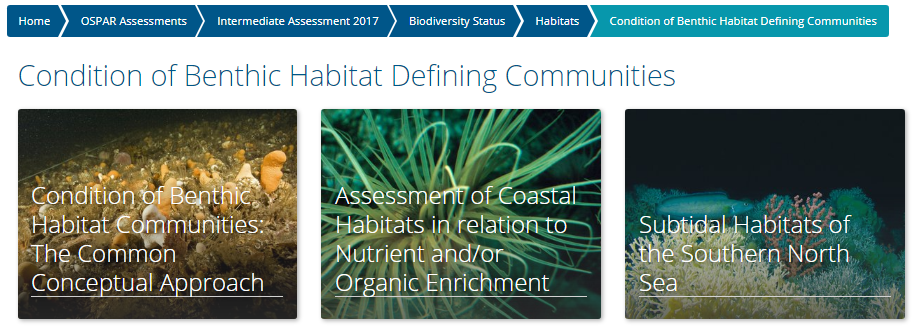 Home OSPAR Assessments Intermediate Assessment 2017 Biodiversity Status Habitats Condition of Benthic Habitat Defining Communities
Condition of Benthic Habitat Defining Communities
Condition of Benthic
Habitat Communities:
The Common
Conceptual Approach
Assessment of Coastal
Habitats in relation to
Nutrient and/or
Organic Enrichment
Subtidal Habitats of
the Southern North
Sea